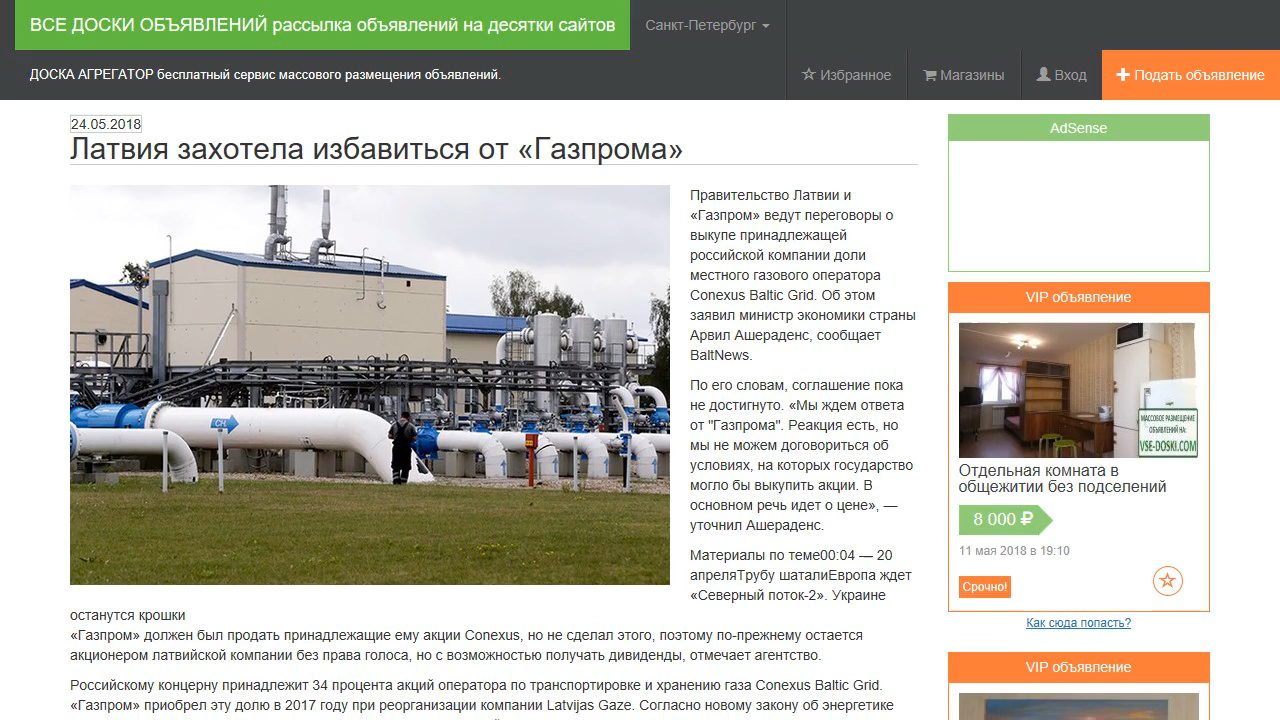 ВСЕ ДОСКИ ОБЪЯВЛЕНИЙ рассылка объявлений на десятки сайтов
Санкт-Петербург
ДОСКА АГРЕГАТОР бесплатный сервис массового размещения объявлений.
Избранное
Магазины
Вход
Подать объявление
24.05.2018
Латвия захотела избавиться от «Газпрома»
CH₄
Правительство Латвии и
«Газпром» ведут переговоры о
выкупе принадлежащей
российской компании доли
местного газового оператора
Conexus Baltic Grid. Об этом
заявил министр экономики страны
Арвил Ашераденс, сообщает
BaltNews.
По его словам, соглашение пока
не достигнуто. «Мы ждем ответа
от "Газпрома". Реакция есть, но
мы не можем договориться об
условиях, на которых государство
могло бы выкупить акции. В
основном речь идет о цене», —
уточнил Ашераденс.
Материалы по теме00:04 — 20
апреляТрубу шаталиЕвропа ждет
«Северный поток-2». Украине
останутся крошки
«Газпром» должен был продать принадлежащие ему акции Conexus, но не сделал этого, поэтому по-прежнему остается
акционером латвийской компании без права голоса, но с возможностью получать дивиденды, отмечает агентство.
Российскому концерну принадлежит 34 процента акций оператора по транспортировке и хранению газа Conexus Baltic Grid.
«Газпром» приобрел эту долю в 2017 году при реорганизации компании Latvijas Gaze. Согласно новому закону об энергетике
AdSense
VIP объявление
МАССОВОЕ РАЗМЕЩЕНИЕ
ОБЪЯВЛЕНИЙ НА:
VSE-DOSKI.COM
Отдельная комната в
общежитии без подселений
8 000 ₽
11 мая 2018 в 19:10
Срочно!
Как сюда попасть?
VIP объявление